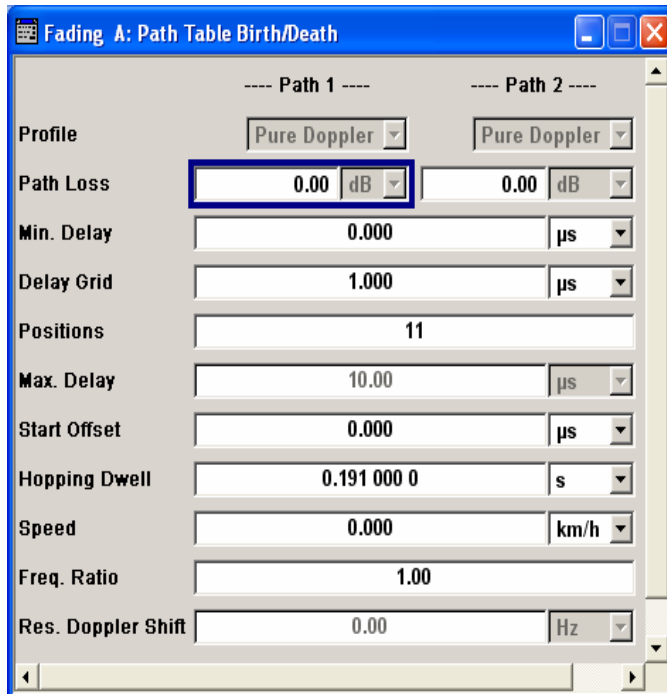 Fading A: Path Table Birth/Death
---- Path 1 ---- ---- Path 2 ----
Profile Pure Doppler Pure Doppler
Path Loss 0.00 dB 0.00 dB
Min. Delay 0.000 µs
Delay Grid 1.000 µs
Positions 11
Max. Delay 10.00 µs
Start Offset 0.000 µs
Hopping Dwell 0.191 000 0 s
Speed 0.000 km/h
Freq. Ratio 1.00
Res. Doppler Shift 0.00 Hz